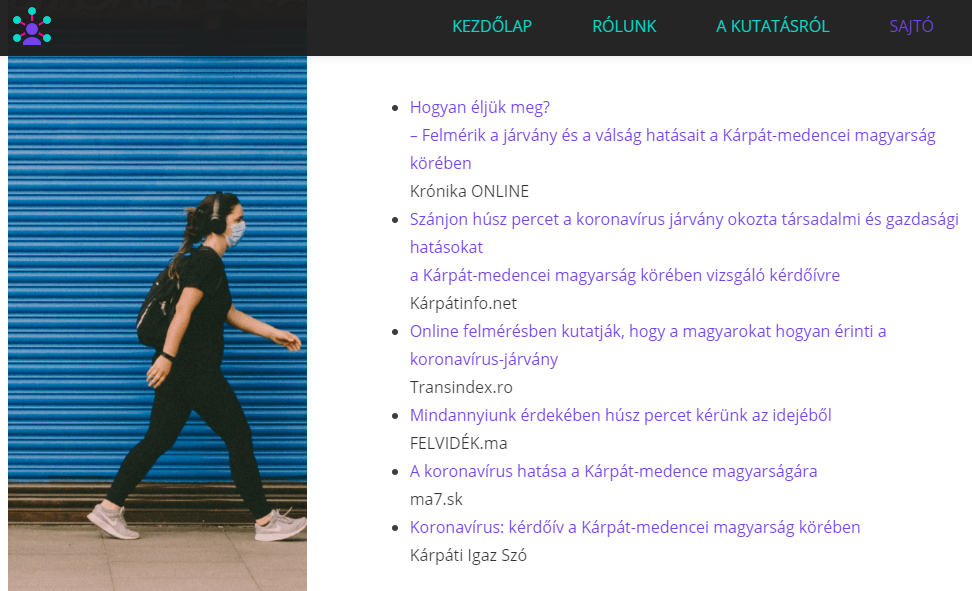 KEZDŐLAP RÓLUNK A KUTATÁSRÓL SAJTÓ
Hogyan éljük meg?
– Felmérik a járvány és a válság hatásait a Kárpát-medencei magyarság
körében
Krónika ONLINE
Szánjon húsz percet a koronavírus járvány okozta társadalmi és gazdasági
hatásokat
a Kárpát-medencei magyarság körében vizsgáló kérdőívre
Kárpátinfo.net
Online felmérésben kutatják, hogy a magyarokat hogyan érinti a
koronavírus-járvány
Transindex.ro
Mindannyiunk érdekében húsz percet kérünk az idejéből
FELVIDÉK.ma
A koronavírus hatása a Kárpát-medence magyarságára
ma7.sk
Koronavírus: kérdőív a Kárpát-medencei magyarság körében
Kárpáti Igaz Szó